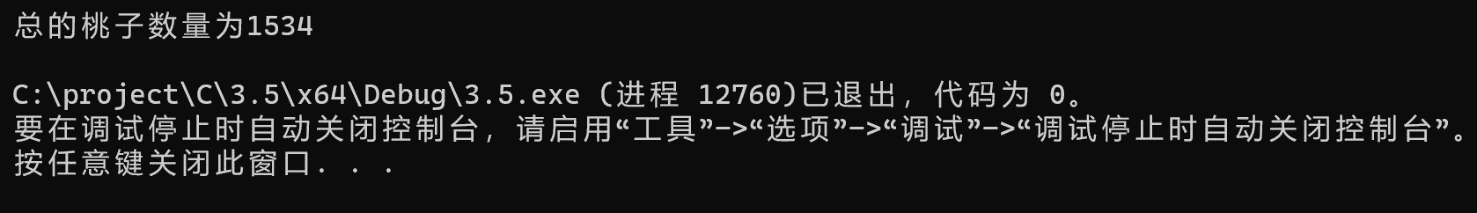 总的桃子数量为1534
C:\project\C\3.5\x64\Debug\3.5.exe (进程 12760)已退出，代码为 0。
要在调试停止时自动关闭控制台，请启用“工具”->“选项”->“调试”->“调试停止时自动关闭控制台”。
按任意键关闭此窗口. . .